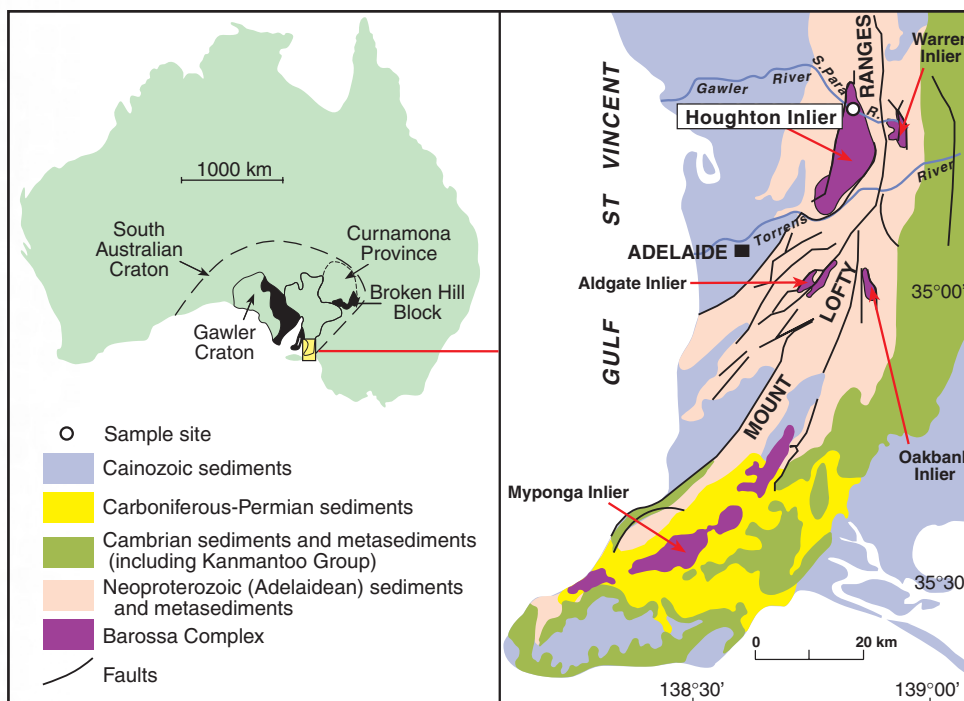 1000 km
South
Australian
Craton
Curnamona
Province
Broken Hill
Block
Gawler
Craton
Sample site
Cainozoic sediments
Carboniferous-Permian sediments
Cambrian sediments and metasediments
(including Kanmantoo Group)
Neoproterozoic (Adelaidean) sediments
and metasediments
Barossa Complex
Faults
Warren
Inlier
S.Para R.
RANGES
Gawler River
Houghton Inlier
GULF ST VINCENT
Torrens River
ADELAIDE
Aldgate Inlier
LOFTY
35°00'
MOUNT
Oakbank
Inlier
Myponga Inlier
35°30'
0 20 km
138°30' 139°00'